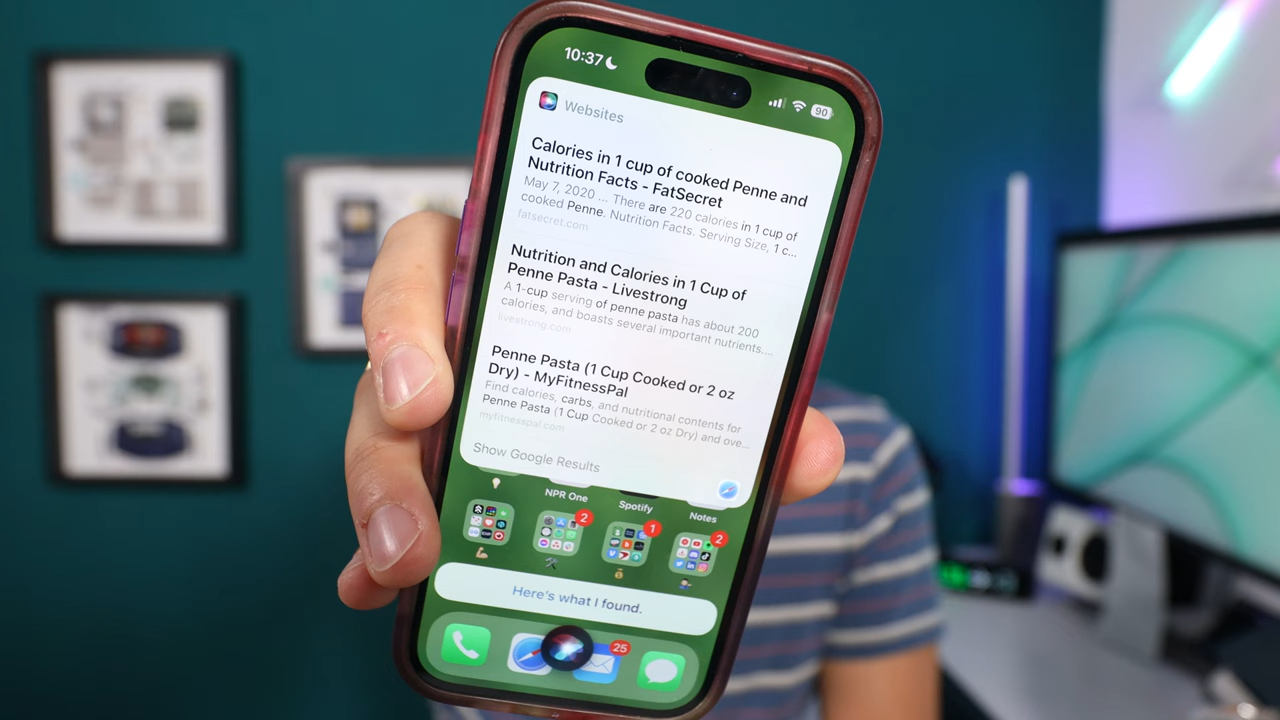 10:37
90
Websites
Calories in 1 cup of cooked Penne and
Nutrition Facts - FatSecret
May 7, 2020 ... There are 220 calories in 1 cup of
cooked Penne. Nutrition Facts. Serving Size, 1 c...
fatsecret.com
Nutrition and Calories in 1 Cup of
Penne Pasta - Livestrong
A 1-cup serving of penne pasta has about 200
calories, and boasts several important nutrients....
livestrong.com
Penne Pasta (1 Cup Cooked or 2 oz
Dry) - MyFitnessPal
Find calories, carbs, and nutritional contents for
Penne Pasta (1 Cup Cooked or 2 oz Dry) and ove...
myfitnesspal.com
Show Google Results
NPR One
Spotify
Notes
2
1
2
Here's what I found.
25